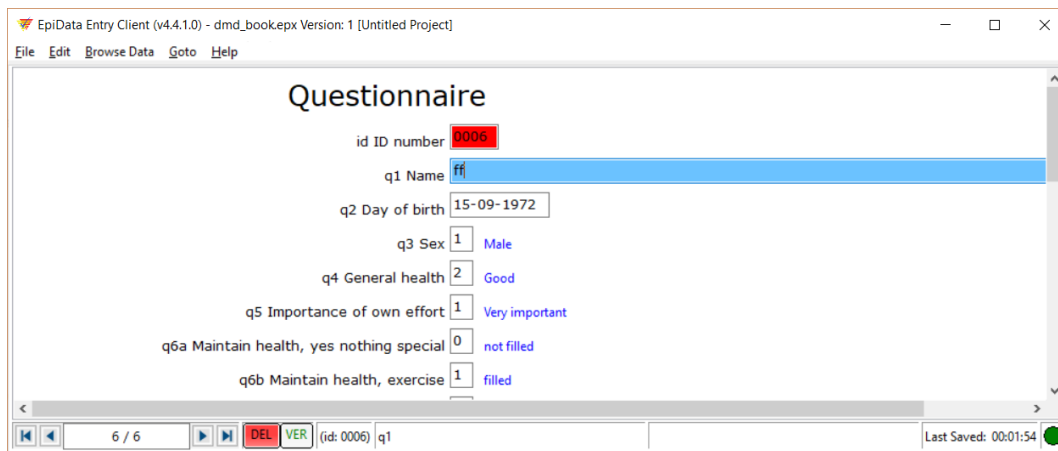 EpiData Entry Client (v4.4.1.0) - dmd_book.epx Version: 1 [Untitled Project]
File Edit Browse Data Goto Help
Questionnaire
id ID number 0006
q1 Name ff
q2 Day of birth 15-09-1972
q3 Sex 1 Male
q4 General health 2 Good
q5 Importance of own effort 1 Very important
q6a Maintain health, yes nothing special 0 not filled
q6b Maintain health, exercise 1 filled
6 / 6 DEL VER (id: 0006) q1 Last Saved: 00:01:54